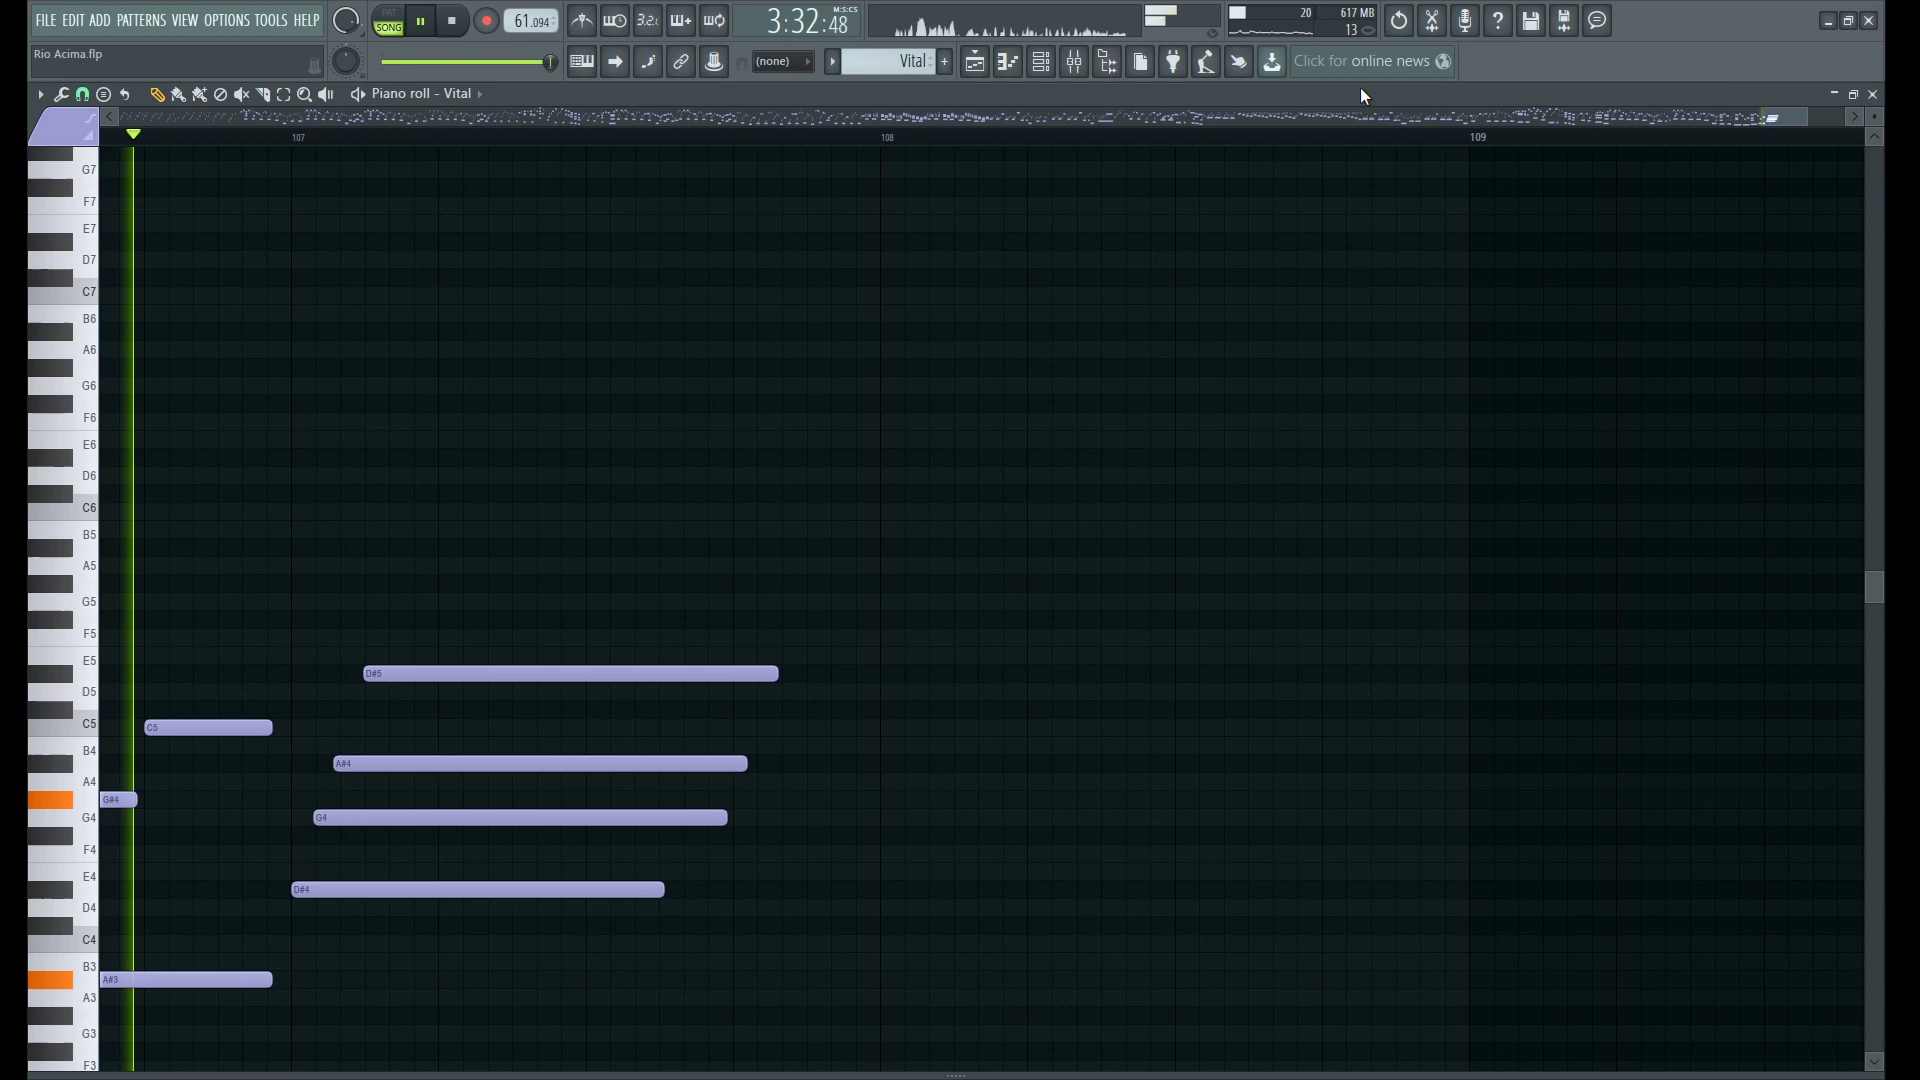 FILE EDIT ADD PATTERNS VIEW OPTIONS TOOLS HELP
PAT
SONG
61.094
3.2.
3:32:48
M:S:CS
20
617 MB
13
Rio Acima.flp
(none)
Vital
Click for online news
Piano roll - Vital
107
108
109
G7
F7
E7
D7
C7
B6
A6
G6
F6
E6
D6
C6
B5
A5
G5
F5
E5
D#5
D5
C5
C5
B4
A#4
A4
G#4
G4
G4
F4
E4
D#4
D4
C4
B3
A#3
A3
G3
F3